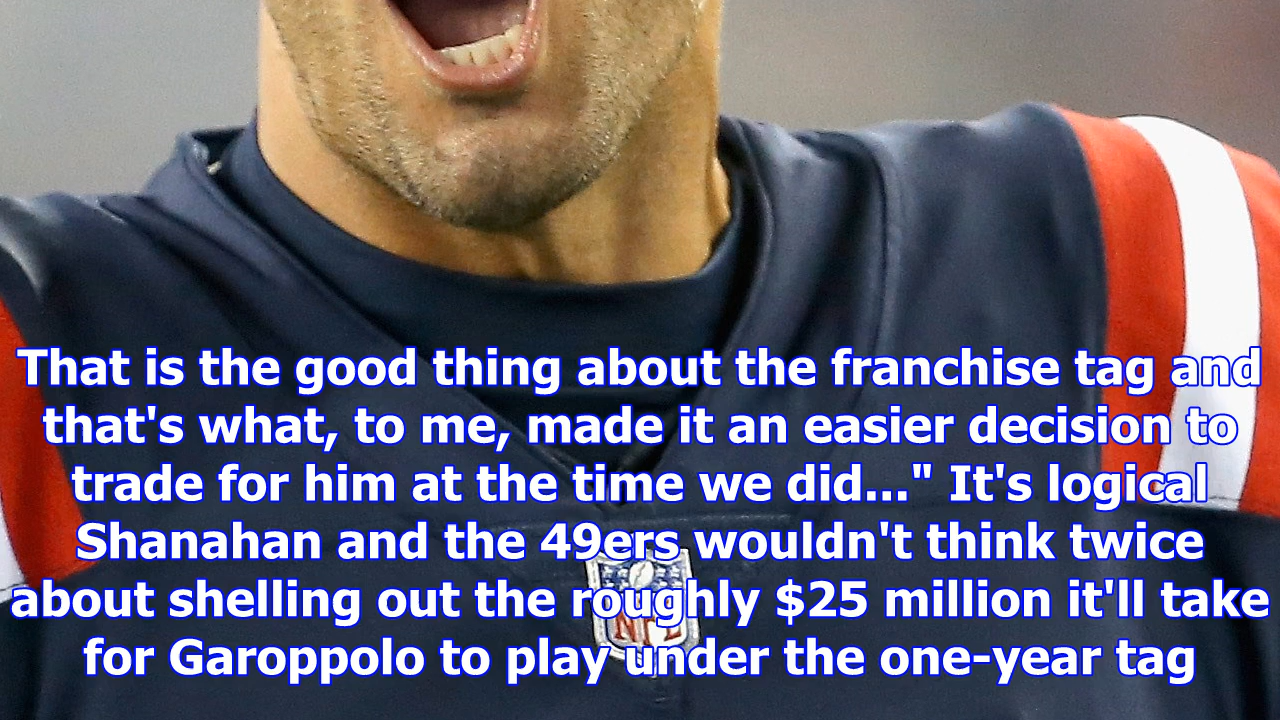 That is the good thing about the franchise tag and
that's what, to me, made it an easier decision to
trade for him at the time we did..." It's logical
Shanahan and the 49ers wouldn't think twice
about shelling out the roughly $25 million it'll take
for Garoppolo to play under the one-year tag
NFL